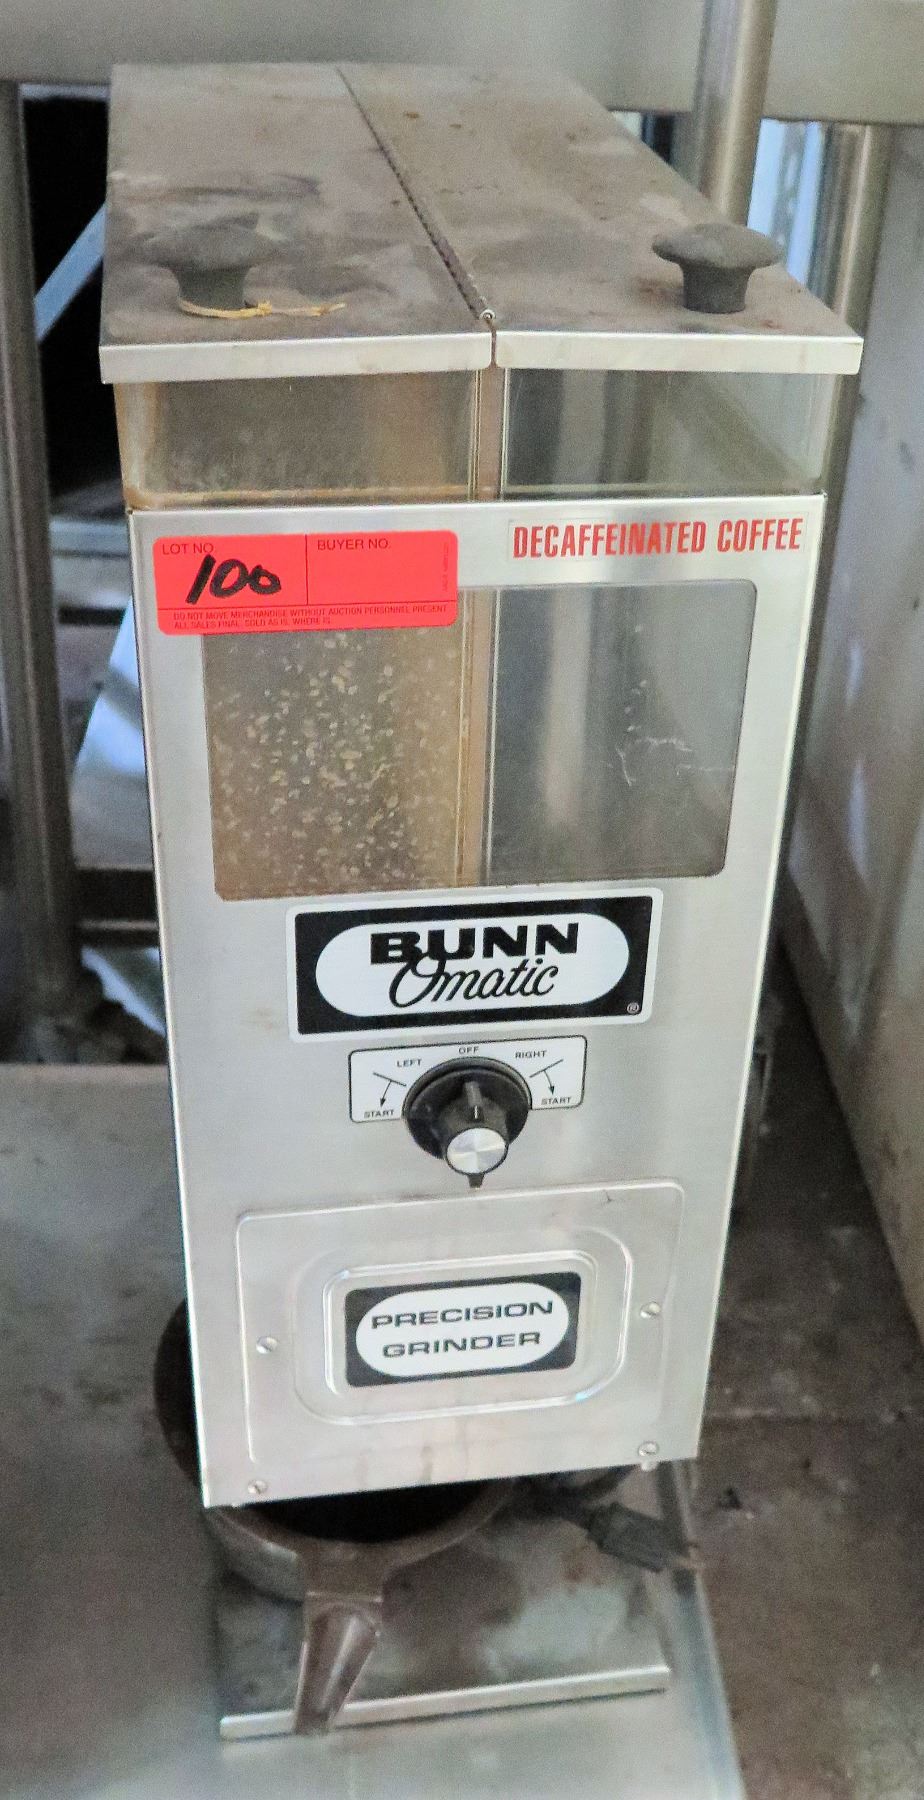 DECAFFEINATED COFFEE
LOT NO. BUYER NO.
100
DO NOT MOVE MERCHANDISE WITHOUT AUCTION PERSONNEL PRESENT
ALL SALES FINAL. SOLD AS IS, WHERE IS.
BUNN
Omatic
®
OFF
LEFT RIGHT
START START
PRECISION
GRINDER